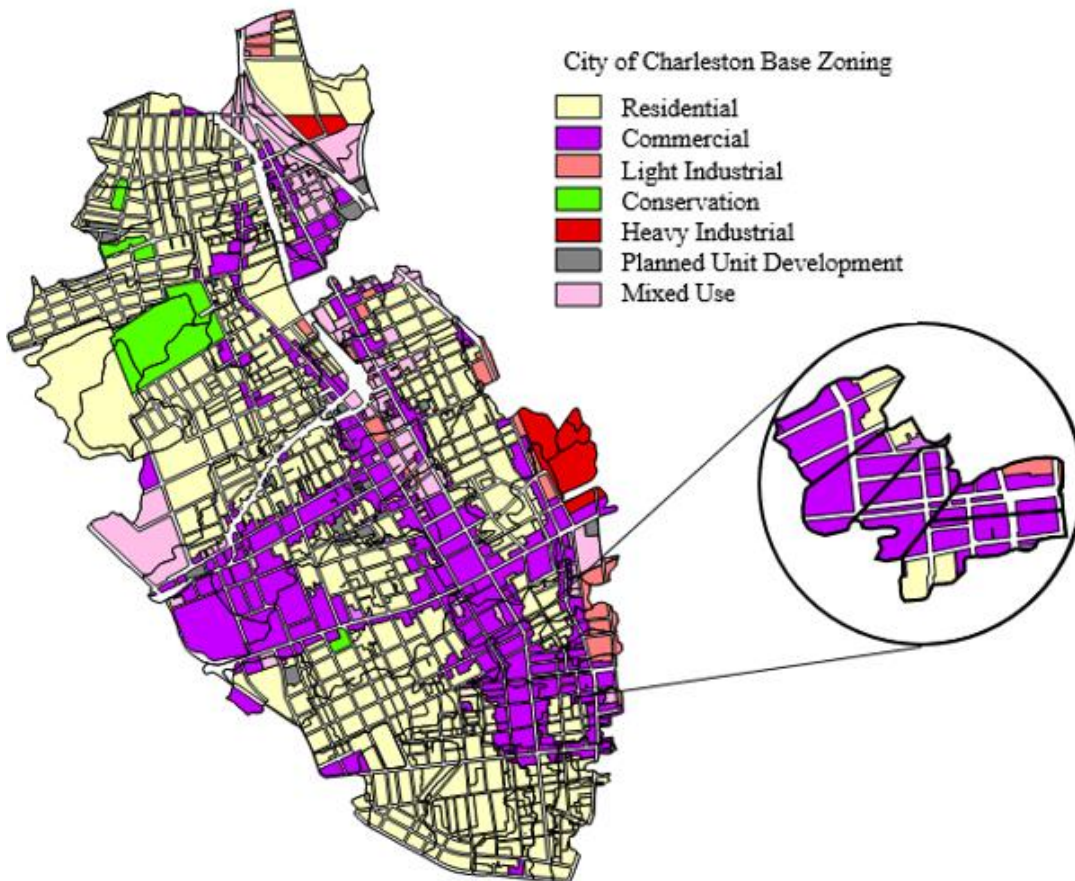 City of Charleston Base Zoning
Residential
Commercial
Light Industrial
Conservation
Heavy Industrial
Planned Unit Development
Mixed Use